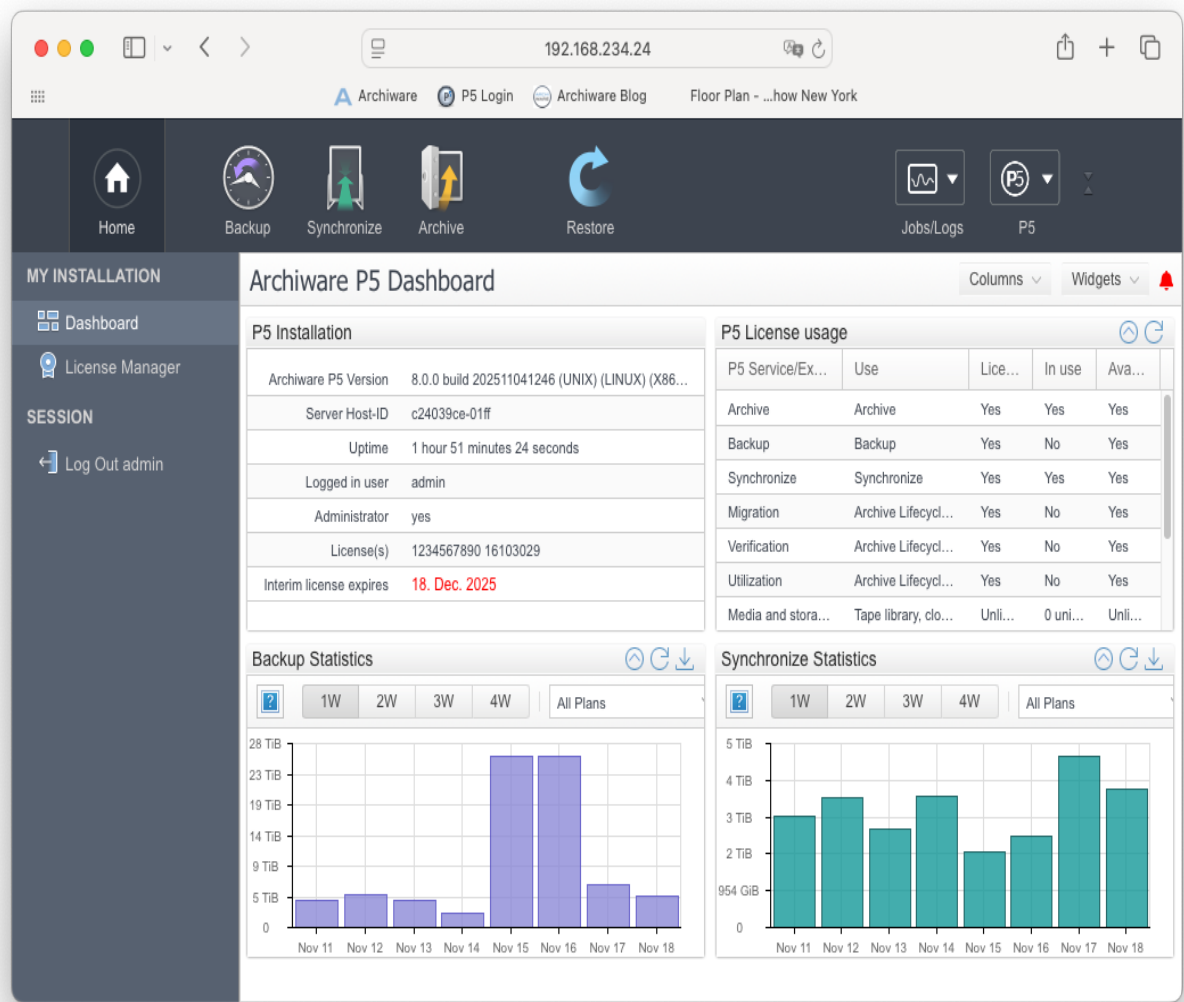 192.168.234.24
Archiware P5 Login Archiware Blog Floor Plan - ...how New York
Home Backup Synchronize Archive Restore Jobs/Logs P5 P5
MY INSTALLATION
Dashboard
License Manager
SESSION
Log Out admin
Archiware P5 Dashboard Columns Widgets
P5 Installation
Archiware P5 Version 8.0.0 build 202511041246 (UNIX) (LINUX) (X86...
Server Host-ID c24039ce-01ff
Uptime 1 hour 51 minutes 24 seconds
Logged in user admin
Administrator yes
License(s) 1234567890 16103029
Interim license expires 18. Dec. 2025
P5 License usage
P5 Service/Ex... Use Lice... In use Ava...
Archive Archive Yes Yes Yes
Backup Backup Yes No Yes
Synchronize Synchronize Yes Yes Yes
Migration Archive Lifecycl... Yes No Yes
Verification Archive Lifecycl... Yes No Yes
Utilization Archive Lifecycl... Yes No Yes
Media and stora... Tape library, clo... Unli... 0 uni... Unli...
Backup Statistics
? 1W 2W 3W 4W All Plans
28 TiB
23 TiB
19 TiB
14 TiB
9 TiB
5 TiB
0
Nov 11 Nov 12 Nov 13 Nov 14 Nov 15 Nov 16 Nov 17 Nov 18
Synchronize Statistics
? 1W 2W 3W 4W All Plans
5 TiB
4 TiB
3 TiB
2 TiB
954 GiB
0
Nov 11 Nov 12 Nov 13 Nov 14 Nov 15 Nov 16 Nov 17 Nov 18